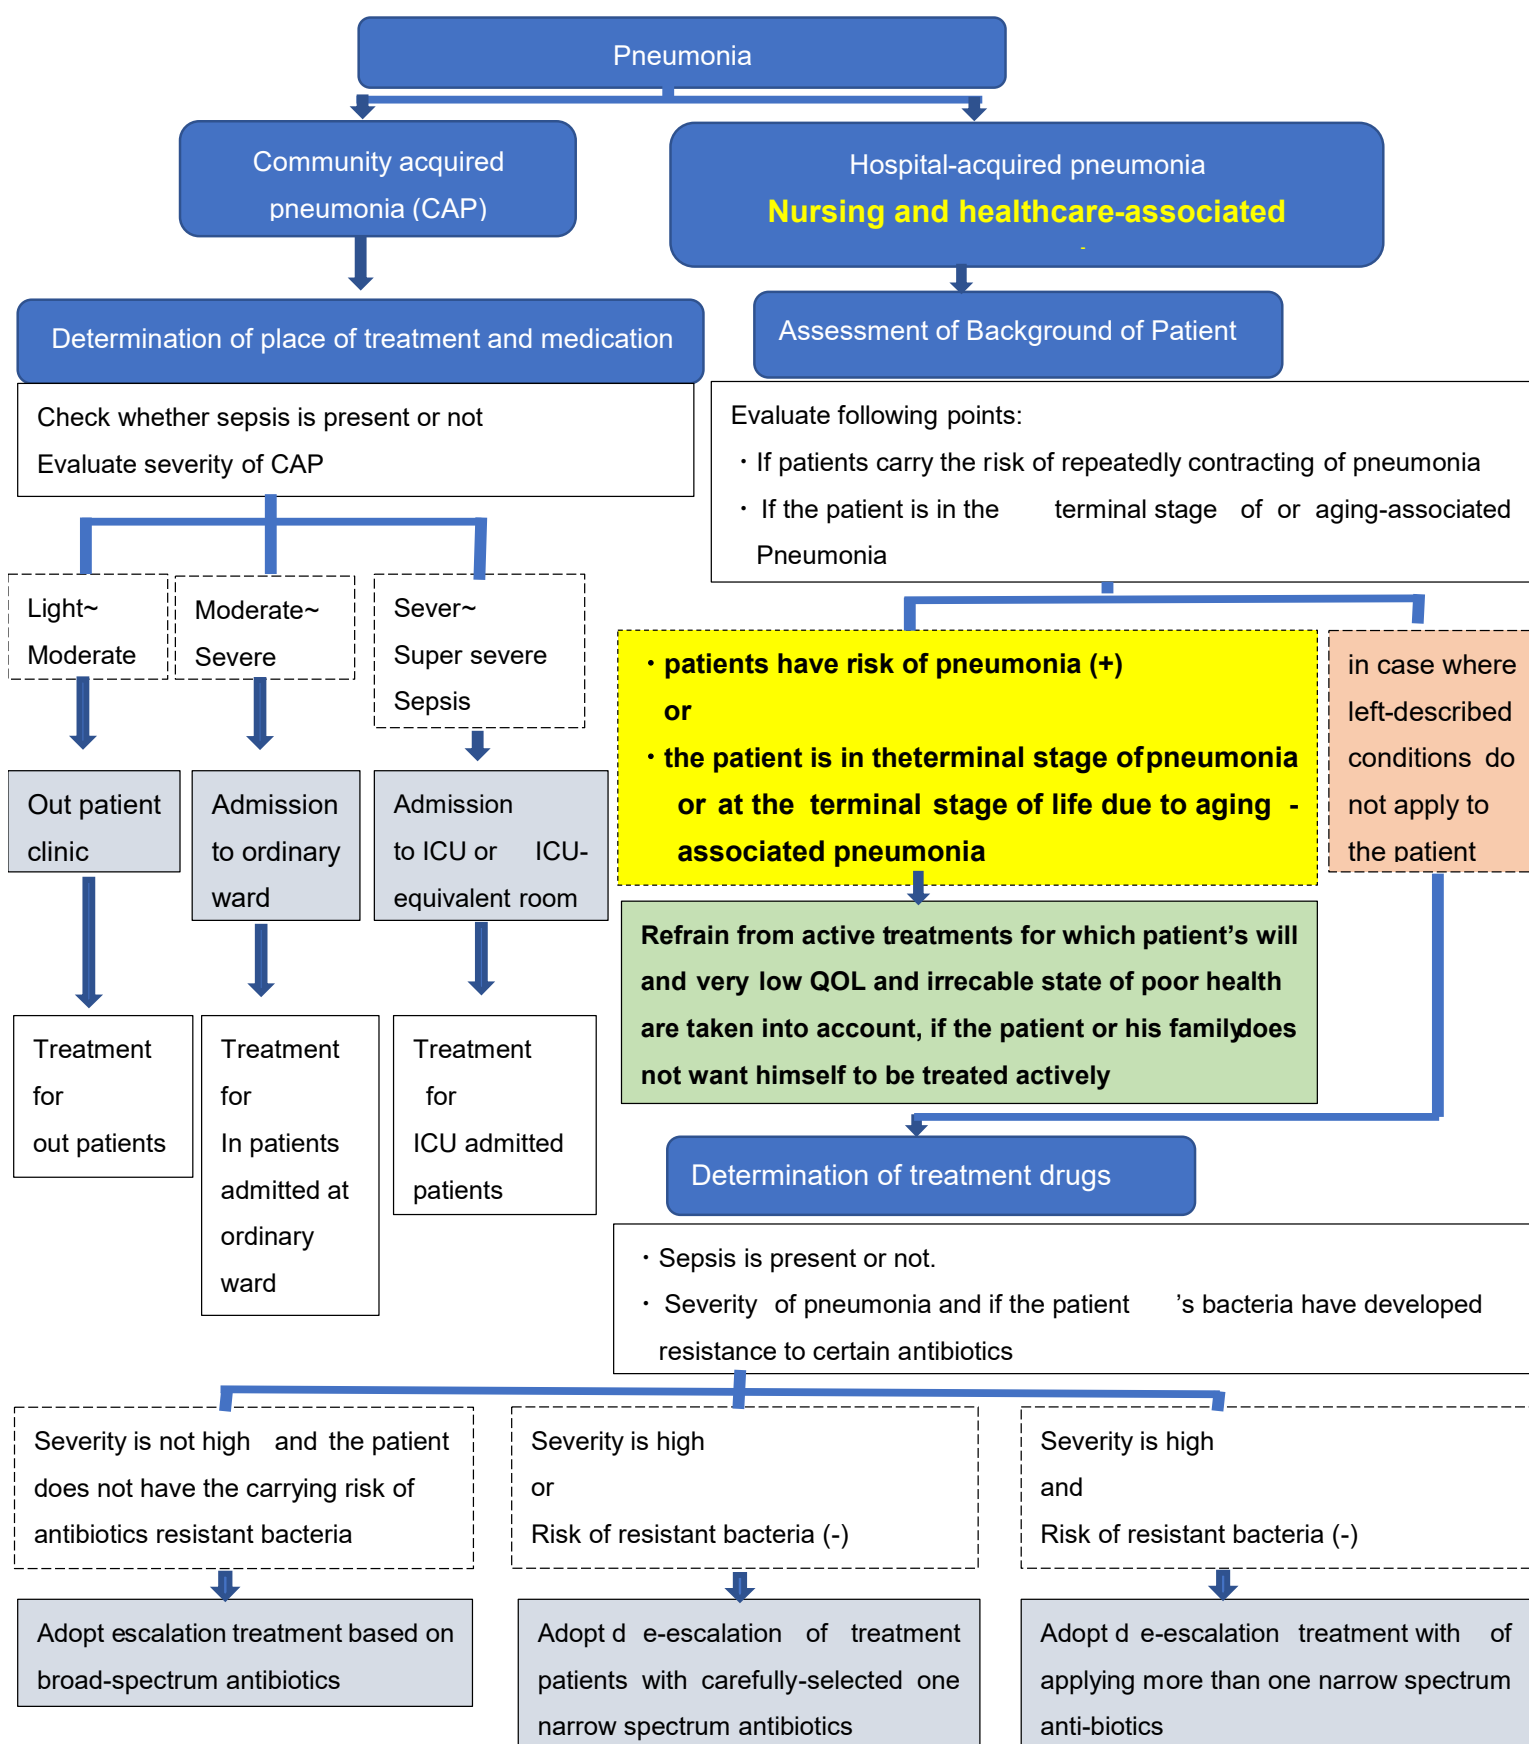 Pneumonia
Community acquired
pneumonia (CAP)
Hospital-acquired pneumonia
Nursing and healthcare-associated
Determination of place of treatment and medication
Assessment of Background of Patient
Check whether sepsis is present or not
Evaluate severity of CAP
Evaluate following points:
・If patients carry the risk of repeatedly contracting of pneumonia
・If the patient is in the terminal stage of or aging-associated
Pneumonia
Light~
Moderate
Moderate~
Severe
Sever~
Super severe
Sepsis
・patients have risk of pneumonia (+)
or
・the patient is in theterminal stage of pneumonia
or at the terminal stage of life due to aging -
associated pneumonia
in case where
left-described
conditions do
not apply to
the patient
Out patient
clinic
Admission
to ordinary
ward
Admission
to ICU or ICU-
equivalent room
Refrain from active treatments for which patient’s will
and very low QOL and irrecable state of poor health
are taken into account, if the patient or his family does
not want himself to be treated actively
Treatment
for
out patients
Treatment
for
In patients
admitted at
ordinary
ward
Treatment
for
ICU admitted
patients
Determination of treatment drugs
・Sepsis is present or not.
・Severity of pneumonia and if the patient ’s bacteria have developed
resistance to certain antibiotics
Severity is not high and the patient
does not have the carrying risk of
antibiotics resistant bacteria
Severity is high
or
Risk of resistant bacteria (-)
Severity is high
and
Risk of resistant bacteria (-)
Adopt escalation treatment based on
broad-spectrum antibiotics
Adopt d e-escalation of treatment
patients with carefully-selected one
narrow spectrum antibiotics
Adopt d e-escalation treatment with of
applying more than one narrow spectrum
anti-biotics